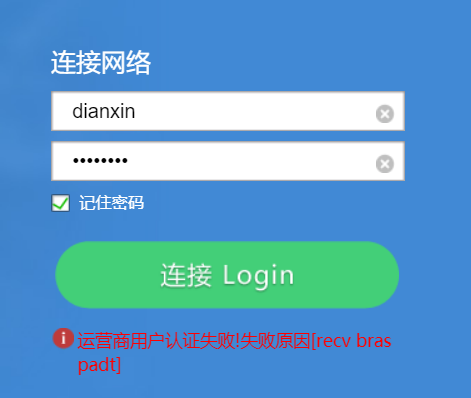 连接网络
dianxin
••••••••
记住密码
连接 Login
运营商用户认证失败!失败原因[recv bras
padt]